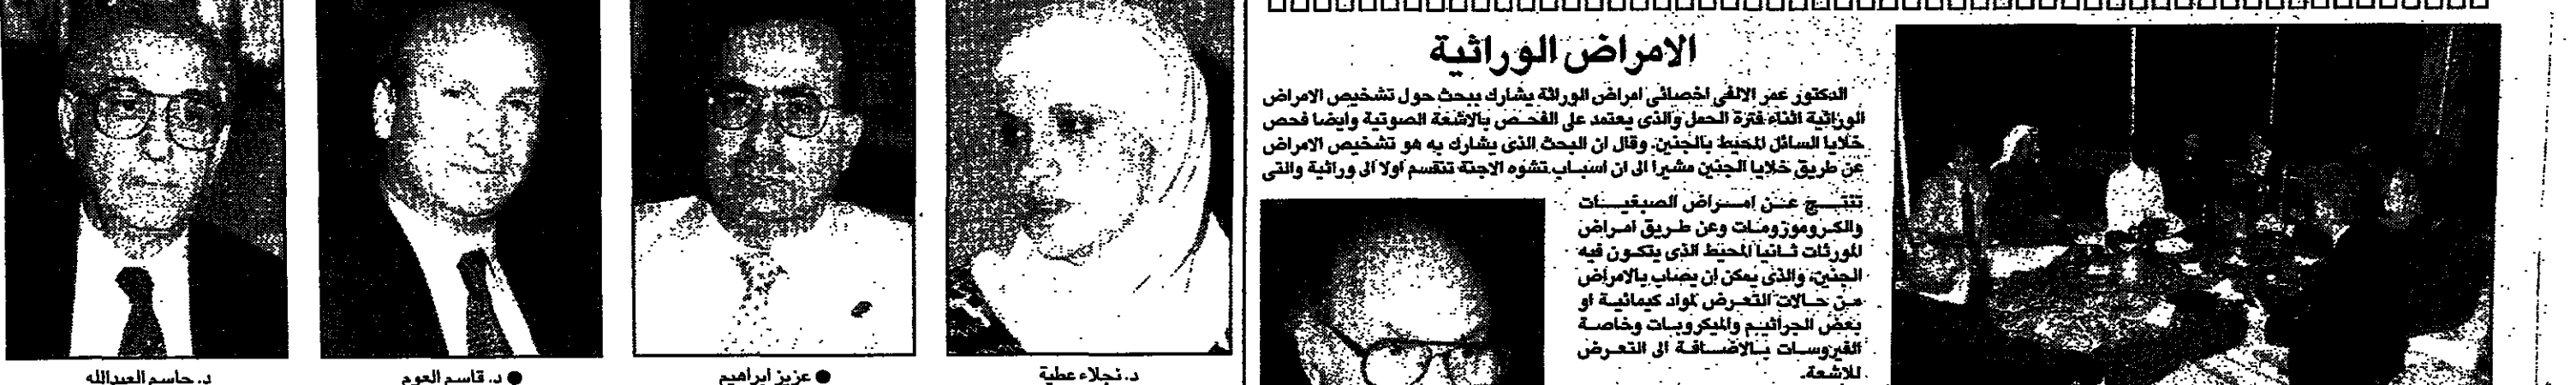 الامراض الوراثية
الدكتور عمر الالفى اخصائى امراض الوراثة يشارك ببحث حول تشخيص الامراض
الوراثية اثناء فترة الحمل والذى يعتمد على الفحص بالاشعة الصوتية وايضا فحص
خلايا السائل المحيط بالجنين. وقال ان البحث الذى يشارك به هو تشخيص الامراض
عن طريق خلايا الجنين مشيرا الى ان اسباب تشوه الاجنة تنقسم اولا الى وراثية والتى
تنتج عن امراض الصبغيات
والكروموزومات وعن طريق امراض
المورثات ثانيا المحيط الذى يتكون فيه
الجنين، والذى يمكن ان يصاب بالامراض
من حالات التعرض لمواد كيمائية او
بعض الجراثيم والميكروبات وخاصة
الفيروسات بالاضافة الى التعرض
للاشعة.
د. نجلاء عطية
● عزيز ابراهيم
● د. قاسم العوم
د. جاسم العبدالله